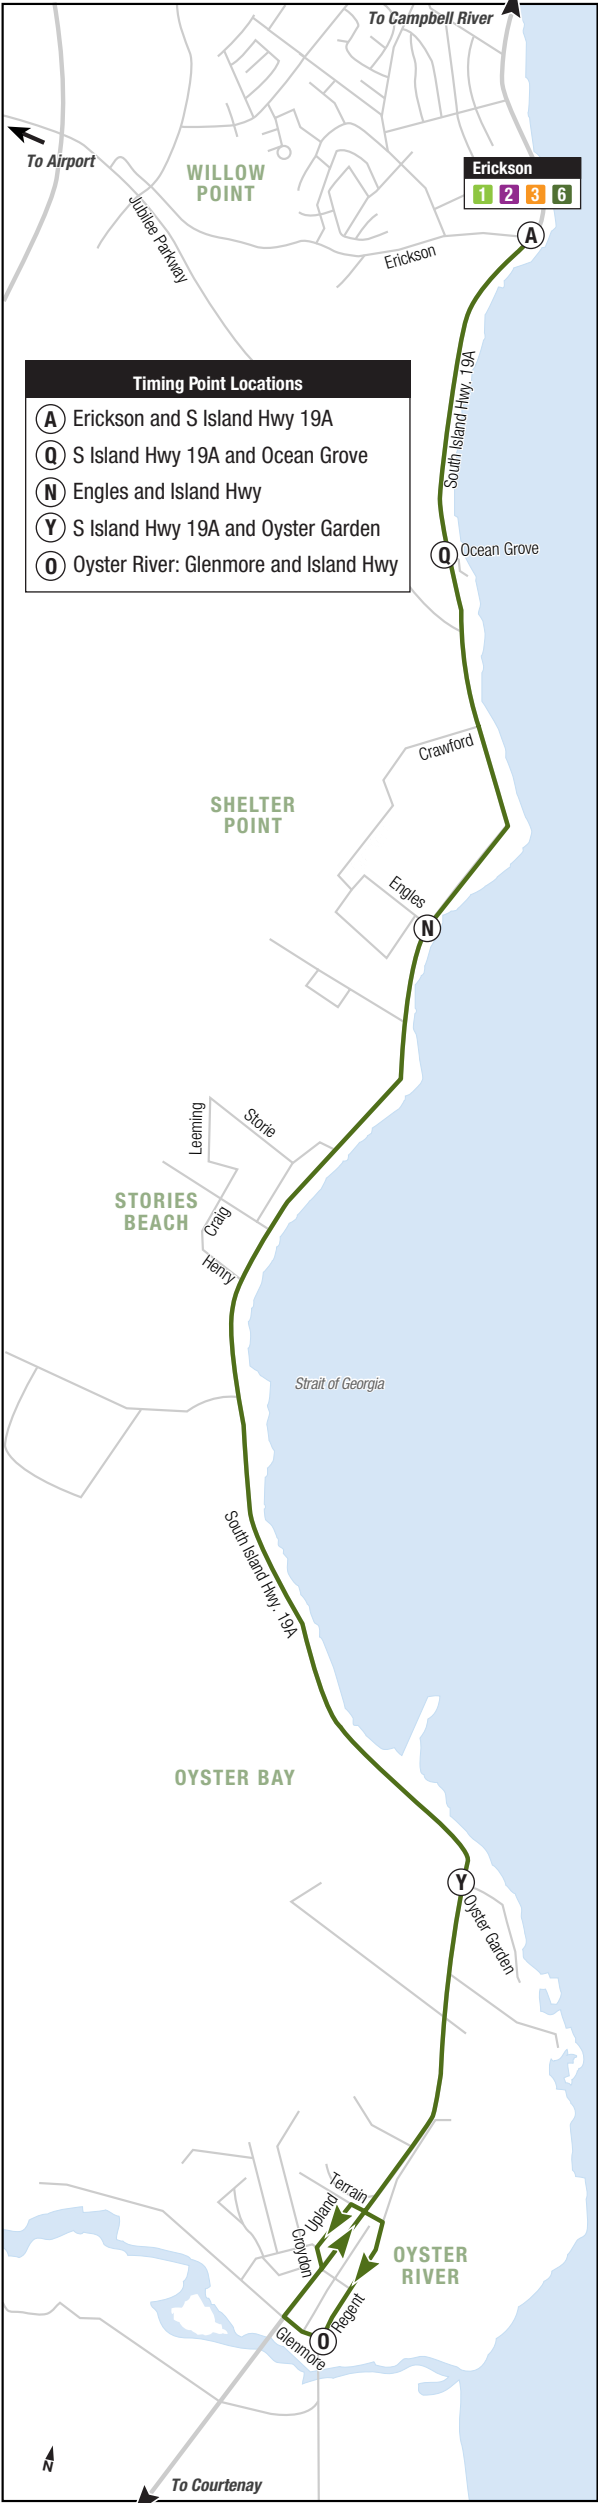 To Campbell River
To Airport
WILLOW
POINT
Jubilee Parkway
Erickson
1 2 3 6
A
Erickson
South Island Hwy. 19A
Timing Point Locations
A Erickson and S Island Hwy 19A
Q S Island Hwy 19A and Ocean Grove
N Engles and Island Hwy
Y S Island Hwy 19A and Oyster Garden
O Oyster River: Glenmore and Island Hwy
Q Ocean Grove
Crawford
SHELTER
POINT
Engles
N
Leeming
Storie
STORIES
BEACH
Craig
Henry
Strait of Georgia
South Island Hwy. 19A
OYSTER BAY
Y
Oyster Garden
Terrain
Upland
Croydon
OYSTER
RIVER
Regent
Glenmore
O
N
To Courtenay